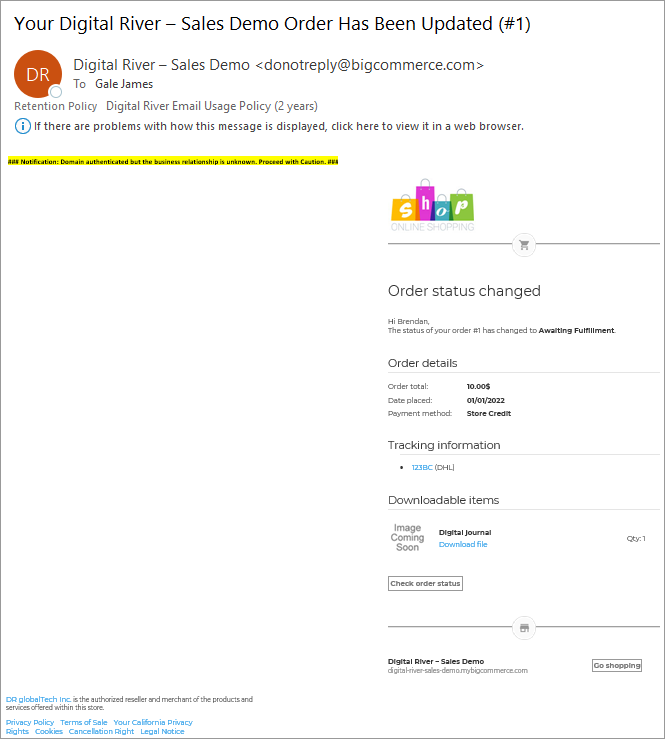 Your Digital River – Sales Demo Order Has Been Updated (#1)
DR
Digital River – Sales Demo <donotreply@bigcommerce.com>
To Gale James
Retention Policy Digital River Email Usage Policy (2 years)
If there are problems with how this message is displayed, click here to view it in a web browser.
### Notification: Domain authenticated but the business relationship is unknown. Proceed with Caution. ###
shop
ONLINE SHOPPING
Order status changed
Hi Brendan,
The status of your order #1 has changed to Awaiting Fulfillment.
Order details
Order total: 10.00$
Date placed: 01/01/2022
Payment method: Store Credit
Tracking information
• 123BC (DHL)
Downloadable items
Image
Coming
Soon
Digital Journal
Download file
Qty: 1
Check order status
Digital River – Sales Demo
digital-river-sales-demo.mybigcommerce.com
Go shopping
DR globalTech Inc. is the authorized reseller and merchant of the products and
services offered within this store.
Privacy Policy Terms of Sale Your California Privacy
Rights Cookies Cancellation Right Legal Notice